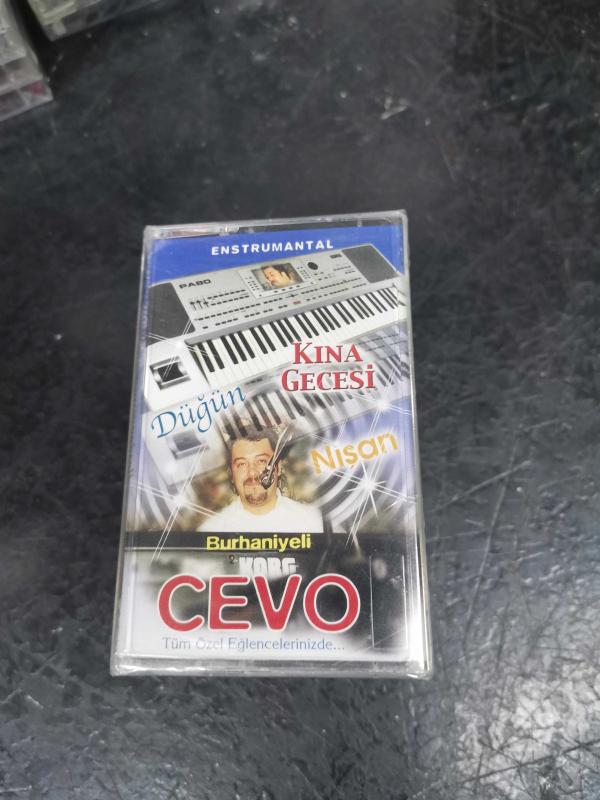 ENSTRUMANTAL
PA80
KINA
GECESİ
Düğün
Nişan
Burhaniyeli
KORG
CEVO
Tüm Özel Eğlencelerinizde...